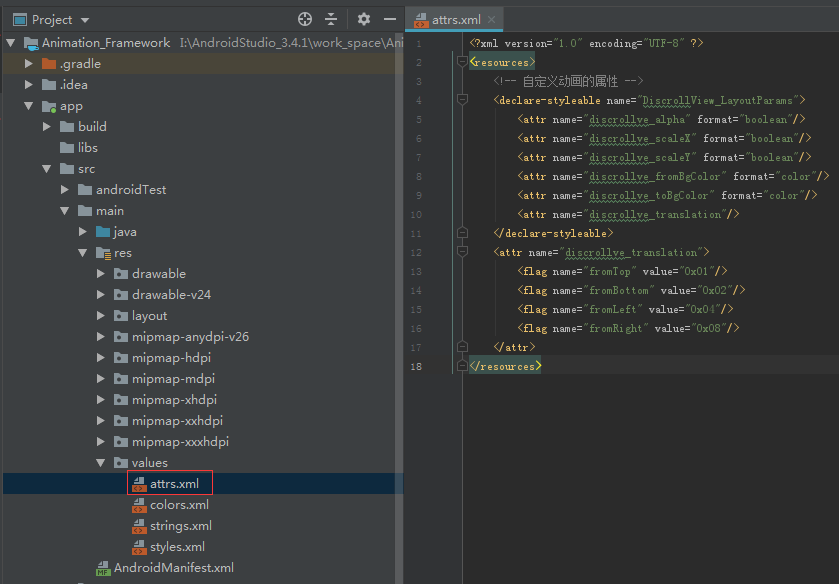 Project
Animation_Framework I:\AndroidStudio_3.4.1\work_space\Ani
.gradle
.idea
app
build
libs
src
androidTest
main
java
res
drawable
drawable-v24
layout
mipmap-anydpi-v26
mipmap-hdpi
mipmap-mdpi
mipmap-xhdpi
mipmap-xxhdpi
mipmap-xxxhdpi
values
attrs.xml
colors.xml
strings.xml
styles.xml
AndroidManifest.xml
attrs.xml
1 <?xml version="1.0" encoding="UTF-8" ?>
2 <resources>
3 <!-- 自定义动画的属性 -->
4 <declare-styleable name="DiscrollView_LayoutParams">
5 <attr name="discrollve_alpha" format="boolean"/>
6 <attr name="discrollve_scaleX" format="boolean"/>
7 <attr name="discrollve_scaleY" format="boolean"/>
8 <attr name="discrollve_fromBgColor" format="color"/>
9 <attr name="discrollve_toBgColor" format="color"/>
10 <attr name="discrollve_translation"/>
11 </declare-styleable>
12 <attr name="discrollve_translation">
13 <flag name="fromTop" value="0x01"/>
14 <flag name="fromBottom" value="0x02"/>
15 <flag name="fromLeft" value="0x04"/>
16 <flag name="fromRight" value="0x08"/>
17 </attr>
18 </resources>